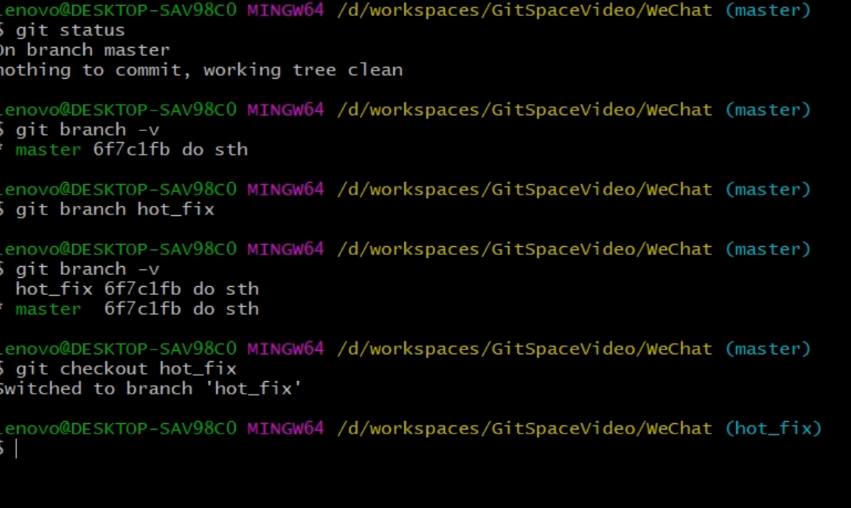 lenovo@DESKTOP-SAV98C0 MINGW64 /d/workspaces/GitSpaceVideo/WeChat (master)
$ git status
On branch master
nothing to commit, working tree clean
lenovo@DESKTOP-SAV98C0 MINGW64 /d/workspaces/GitSpaceVideo/WeChat (master)
$ git branch -v
* master 6f7c1fb do sth
lenovo@DESKTOP-SAV98C0 MINGW64 /d/workspaces/GitSpaceVideo/WeChat (master)
$ git branch hot_fix
lenovo@DESKTOP-SAV98C0 MINGW64 /d/workspaces/GitSpaceVideo/WeChat (master)
$ git branch -v
hot_fix 6f7c1fb do sth
* master 6f7c1fb do sth
lenovo@DESKTOP-SAV98C0 MINGW64 /d/workspaces/GitSpaceVideo/WeChat (master)
$ git checkout hot_fix
Switched to branch 'hot_fix'
lenovo@DESKTOP-SAV98C0 MINGW64 /d/workspaces/GitSpaceVideo/WeChat (hot_fix)
$